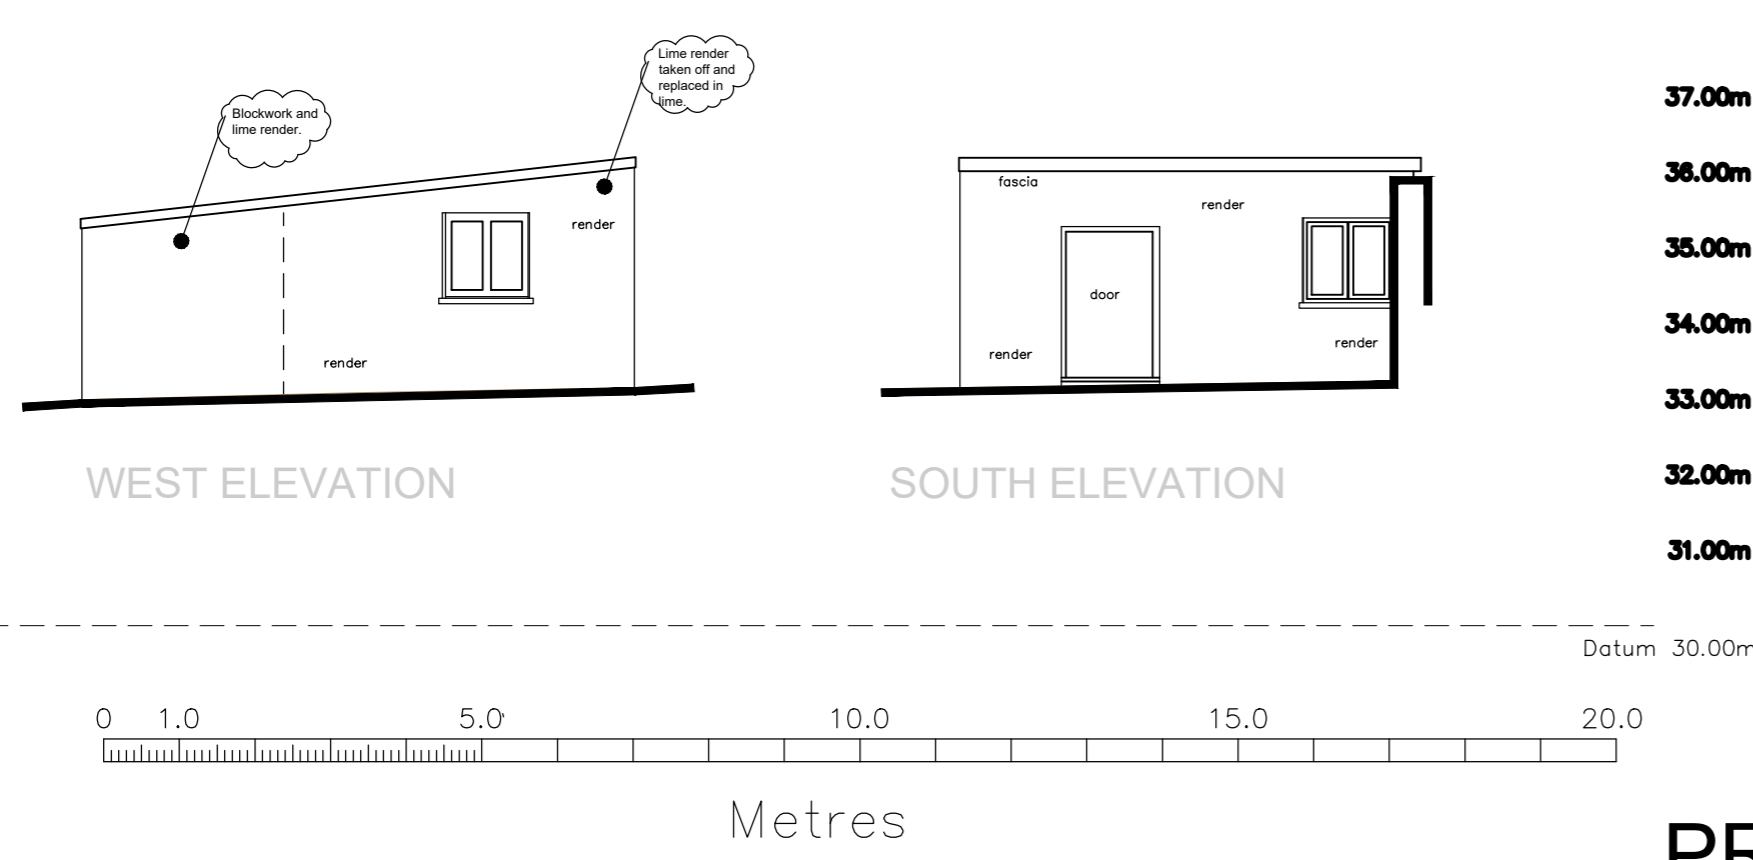 Lime render
taken off and
replaced in
lime.
Blockwork and
lime render.
37.00m
36.00m
fascia
render
render
35.00m
door
34.00m
render
render
render
33.00m
WEST ELEVATION
SOUTH ELEVATION
32.00m
31.00m
Datum 30.00m
0 1.0 5.0 10.0 15.0 20.0
Metres